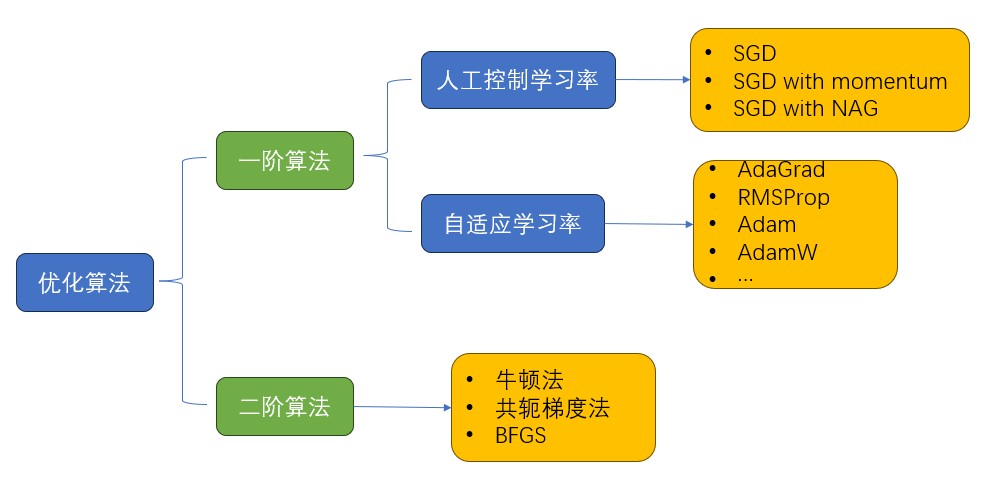 优化算法
一阶算法
人工控制学习率
• SGD
• SGD with momentum
• SGD with NAG
自适应学习率
• AdaGrad
• RMSProp
• Adam
• AdamW
• ...
二阶算法
• 牛顿法
• 共轭梯度法
• BFGS